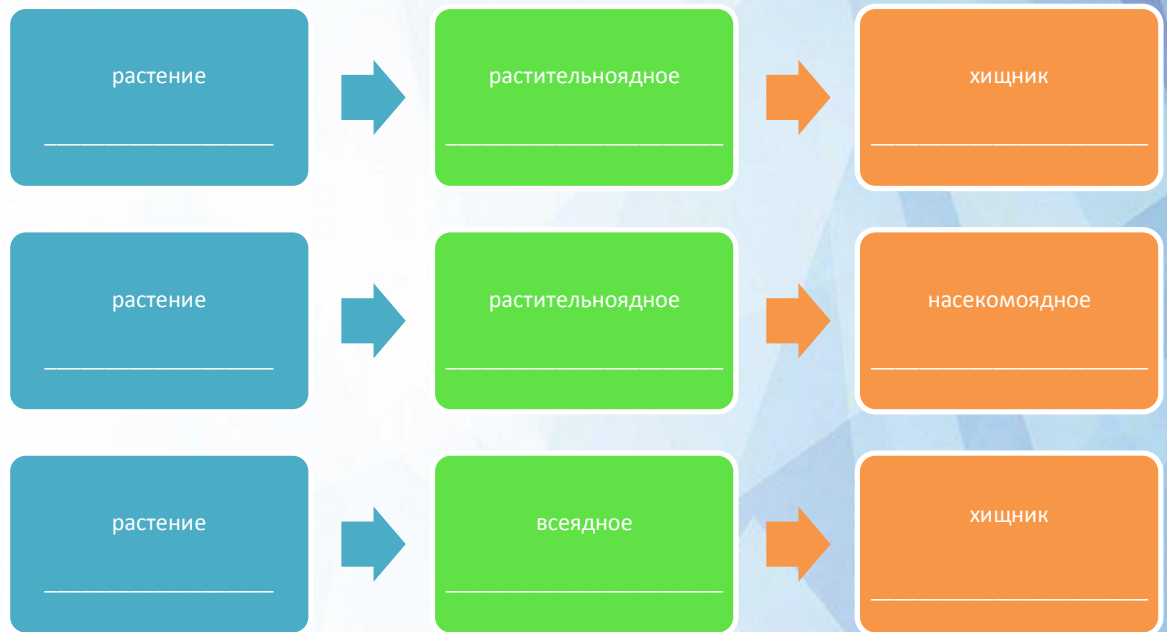 растение
растительноядное
хищник
растение
растительноядное
насекомоядное
растение
всеядное
хищник